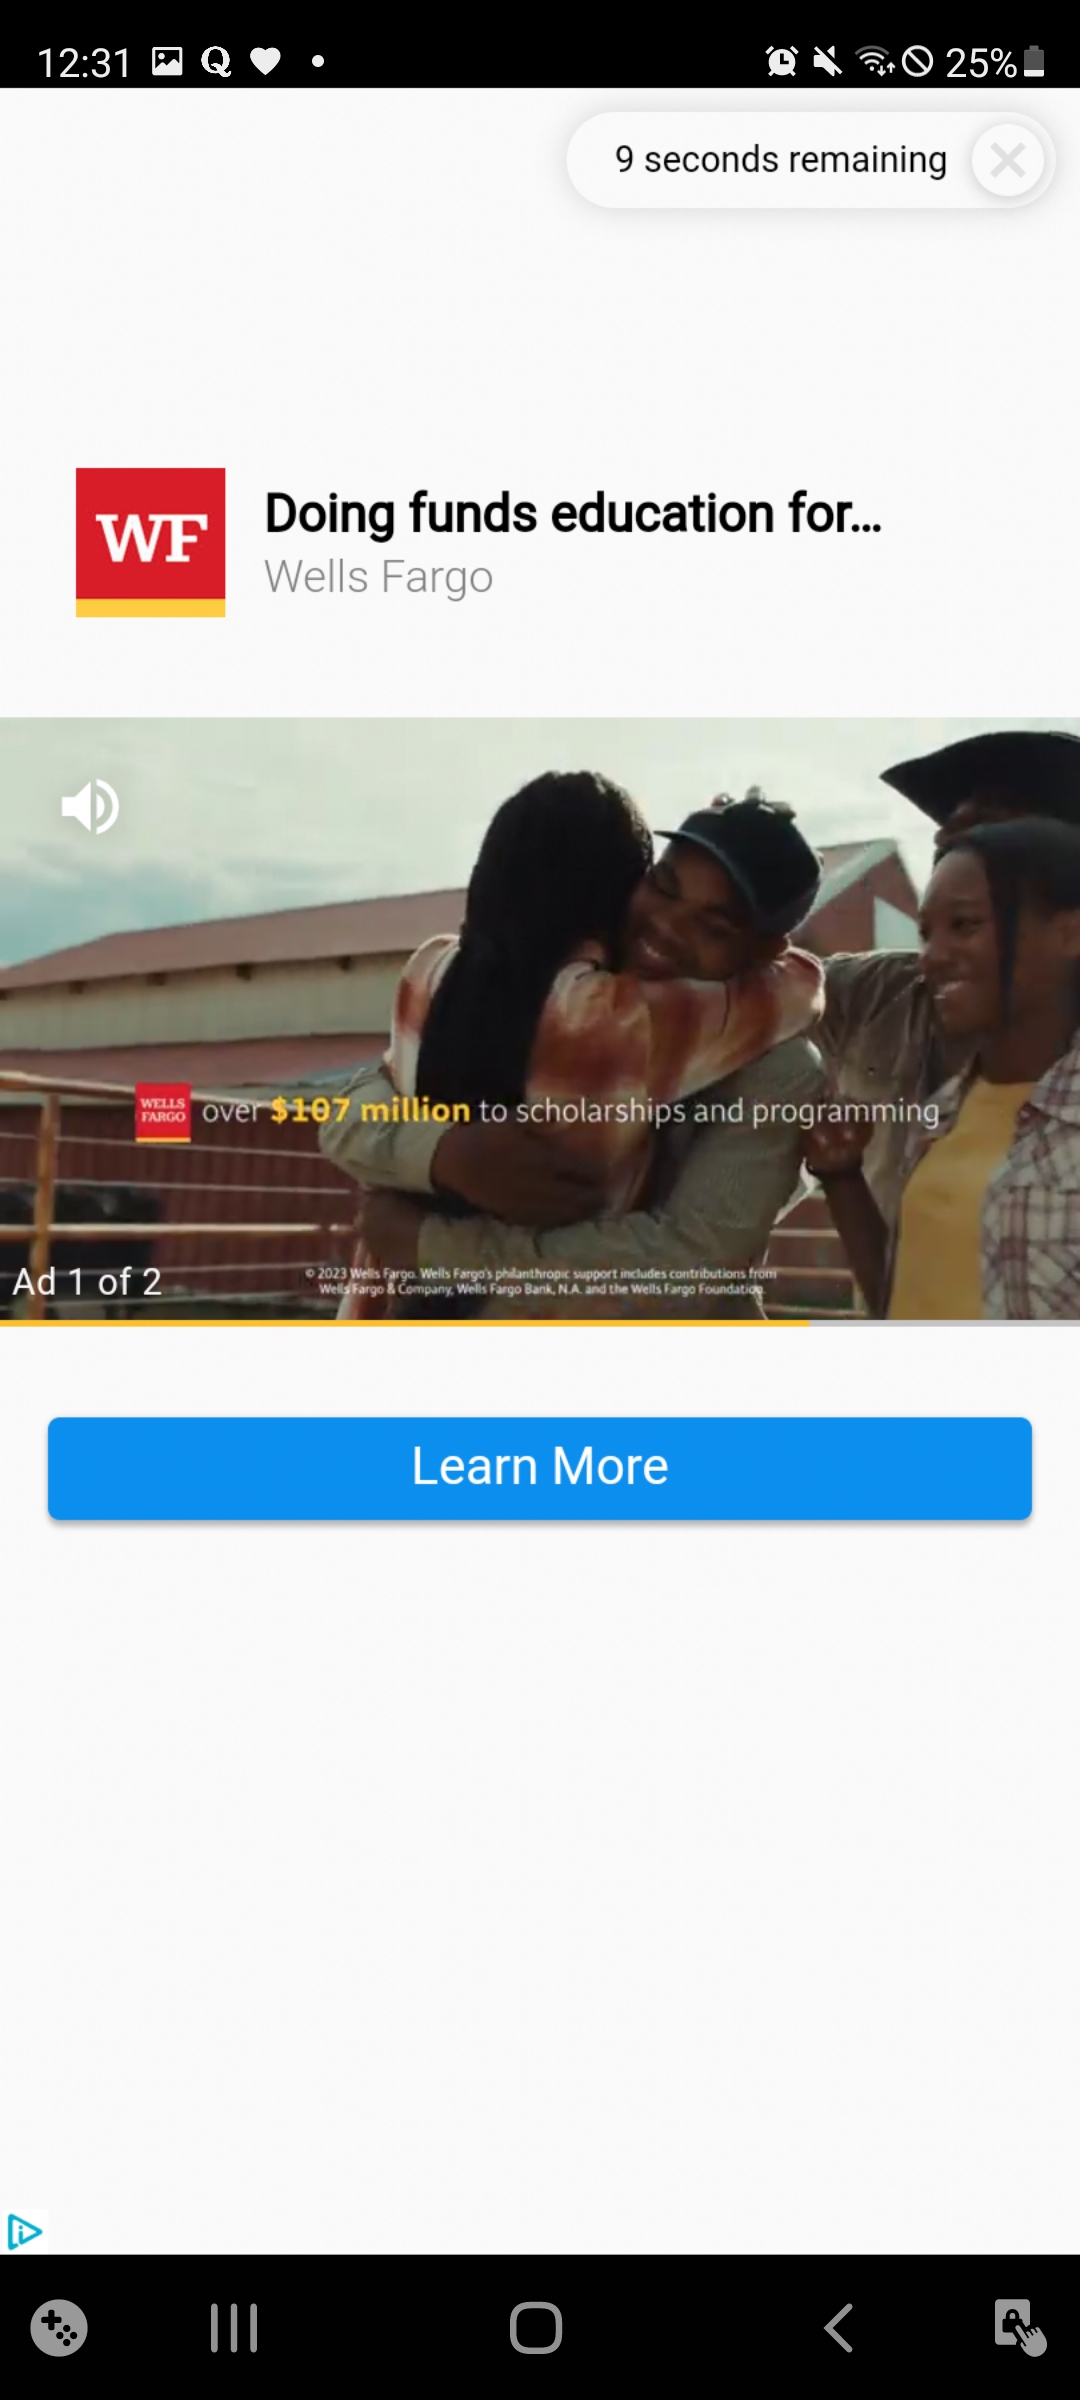 12:31
25%
9 seconds remaining
WF
Doing funds education for...
Wells Fargo
WELLS
FARGO
over $107 million to scholarships and programming
Ad 1 of 2
© 2023 Wells Fargo. Wells Fargo's philanthropic support includes contributions from
Wells Fargo & Company, Wells Fargo Bank, N.A. and the Wells Fargo Foundation.
Learn More